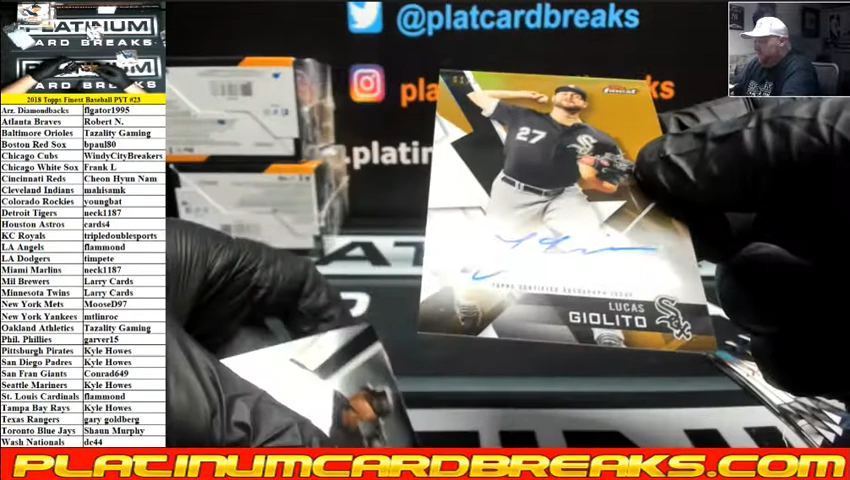 PLATINUM
CARD BREAKS
@platcardbreaks
2018 Topps Finest Baseball PYT #23
Arz. Diamondbacks flgator1995
Atlanta Braves Robert N.
Baltimore Orioles Tazality Gaming
Boston Red Sox bpaul80
Chicago Cubs WindyCityBreakers
Chicago White Sox Frank L
Cincinnati Reds Cheon Hyun Nam
Cleveland Indians mahisamk
Colorado Rockies youngbat
Detroit Tigers neck1187
Houston Astros cards4
KC Royals tripledoublesports
LA Angels flammond
LA Dodgers timpete
Miami Marlins neck1187
Mil Brewers Larry Cards
Minnesota Twins Larry Cards
New York Mets MooseD97
New York Yankees mtlinroc
Oakland Athletics Tazality Gaming
Phil. Phillies garver15
Pittsburgh Pirates Kyle Howes
San Diego Padres Kyle Howes
San Fran Giants Conrad649
Seattle Mariners Kyle Howes
St. Louis Cardinals flammond
Tampa Bay Rays Kyle Howes
Texas Rangers gary goldberg
Toronto Blue Jays Shaun Murphy
Wash Nationals dc44
finest
27
Sox
TOPPS CERTIFIED AUTOGRAPH ISSUE
LUCAS
GIOLITO
Sox
PLATINUMCARDBREAKS.COM